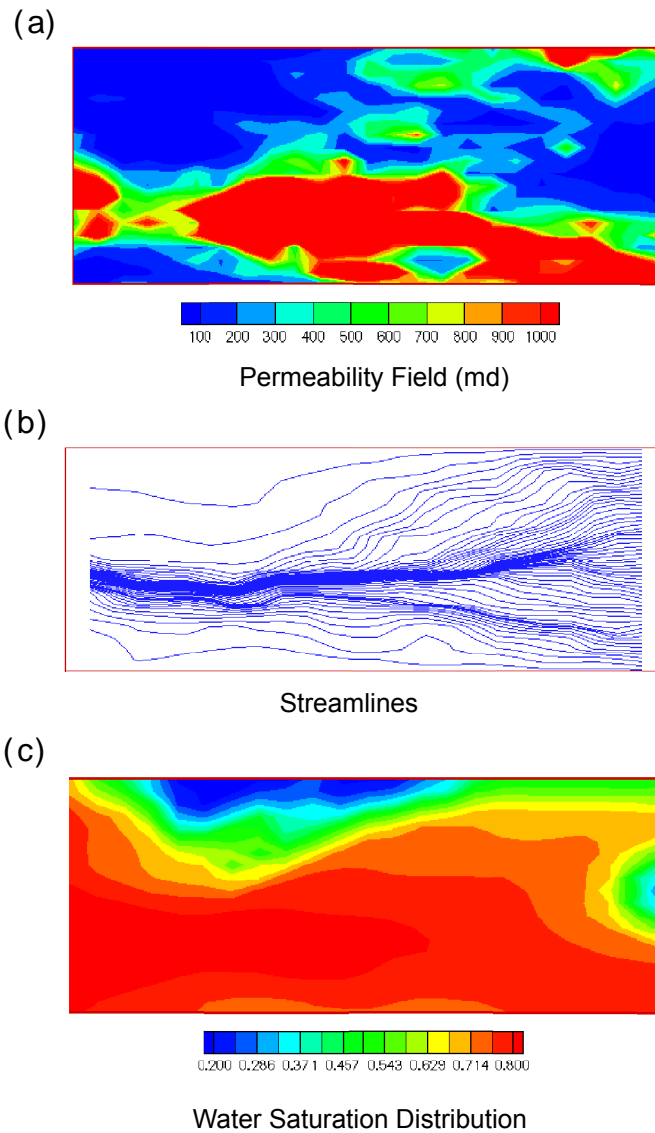 (a)
100 200 300 400 500 600 700 800 900 1000
Permeability Field (md)
(b)
Streamlines
(c)
0.200 0.286 0.371 0.457 0.543 0.629 0.714 0.800
Water Saturation Distribution